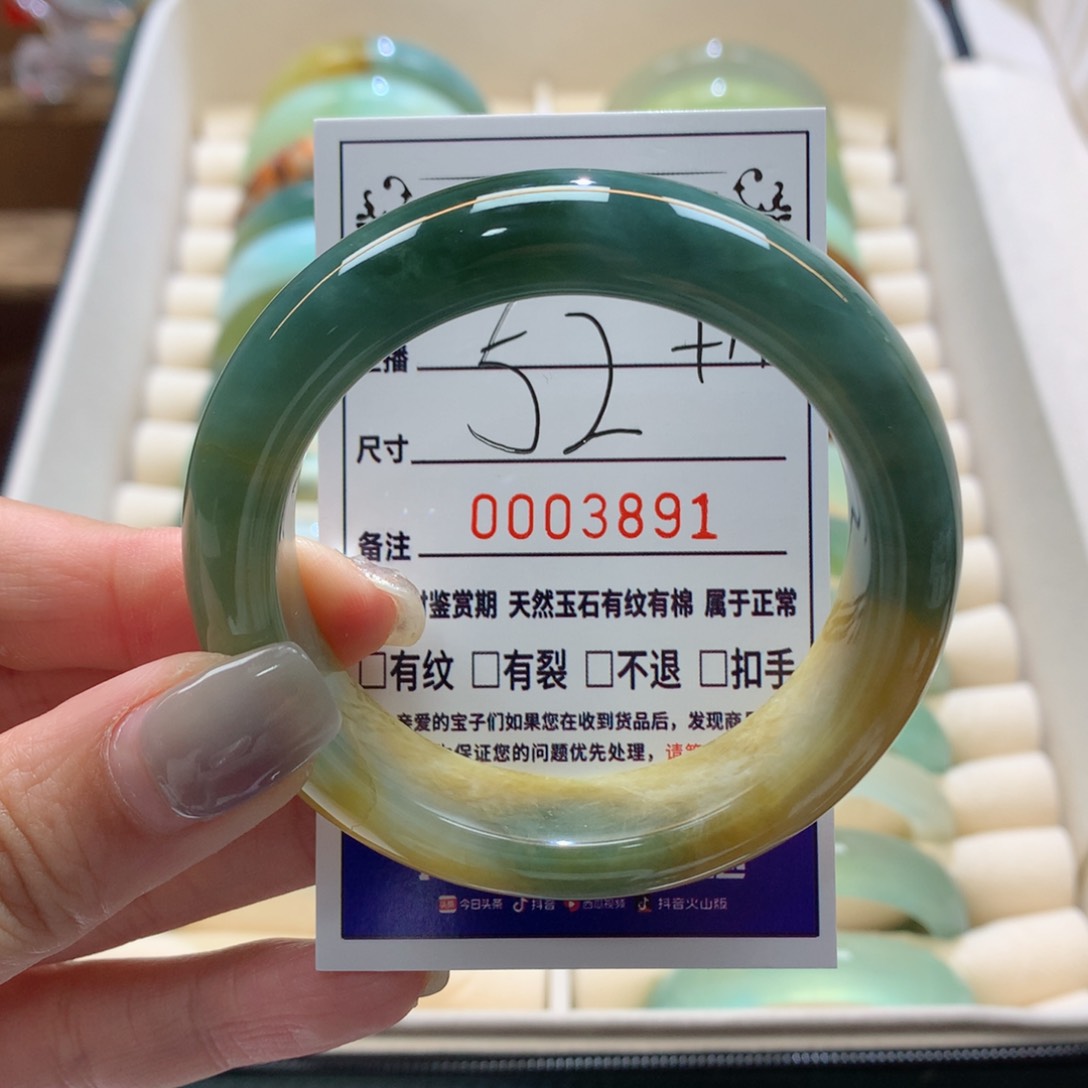 播
52 +
尺寸
0003891
备注
鉴赏期 天然玉石有纹有棉 属于正常
□有纹 □有裂 □不退 □扣手
亲爱的宝子们如果您在收到货品后，发现商
保证您的问题优先处理，请
今日头条 抖音 西瓜视频 抖音火山版